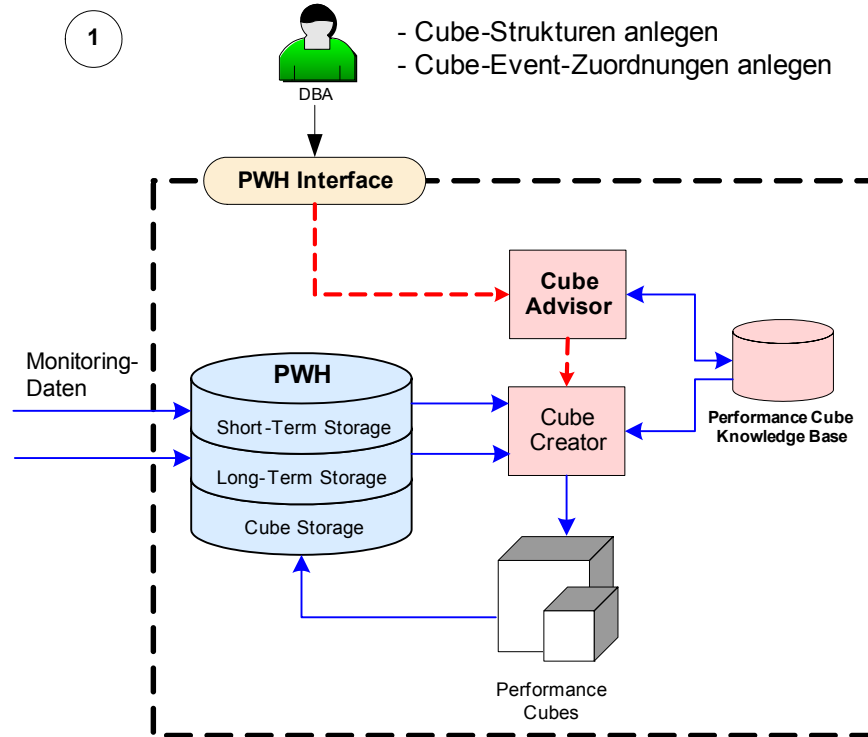 1
- Cube-Strukturen anlegen
- Cube-Event-Zuordnungen anlegen
DBA
PWH Interface
Cube
Advisor
Monitoring-
Daten
PWH
Short-Term Storage
Long-Term Storage
Cube Storage
Cube
Creator
Performance Cube
Knowledge Base
Performance
Cubes